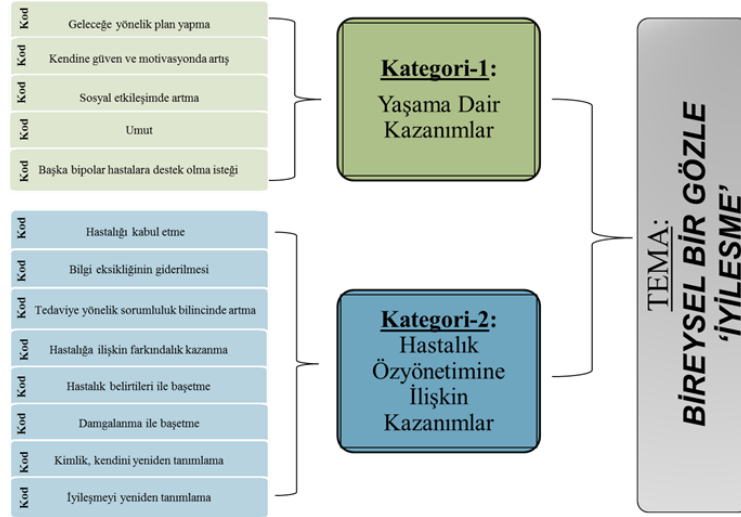 Kod Geleceğe yönelik plan yapma
Kod Kendine güven ve motivasyonda artış
Kod Sosyal etkileşimde artma
Kod Umut
Kod Başka bipolar hastalara destek olma isteği
Kategori-1:
Yaşama Dair
Kazanımlar
Kod Hastalığı kabul etme
Kod Bilgi eksikliğinin giderilmesi
Kod Tedaviye yönelik sorumluluk bilincinde artma
Kod Hastalığa ilişkin farkındalık kazanma
Kod Hastalık belirtileri ile başetme
Kod Damgalanma ile başetme
Kod Kimlik, kendini yeniden tanımlama
Kod İyileşmeyi yeniden tanımlama
Kategori-2:
Hastalık
Özyönetimine
İlişkin
Kazanımlar
TEMA:
BİREYSEL BİR GÖZLE
‘İYİLEŞME’